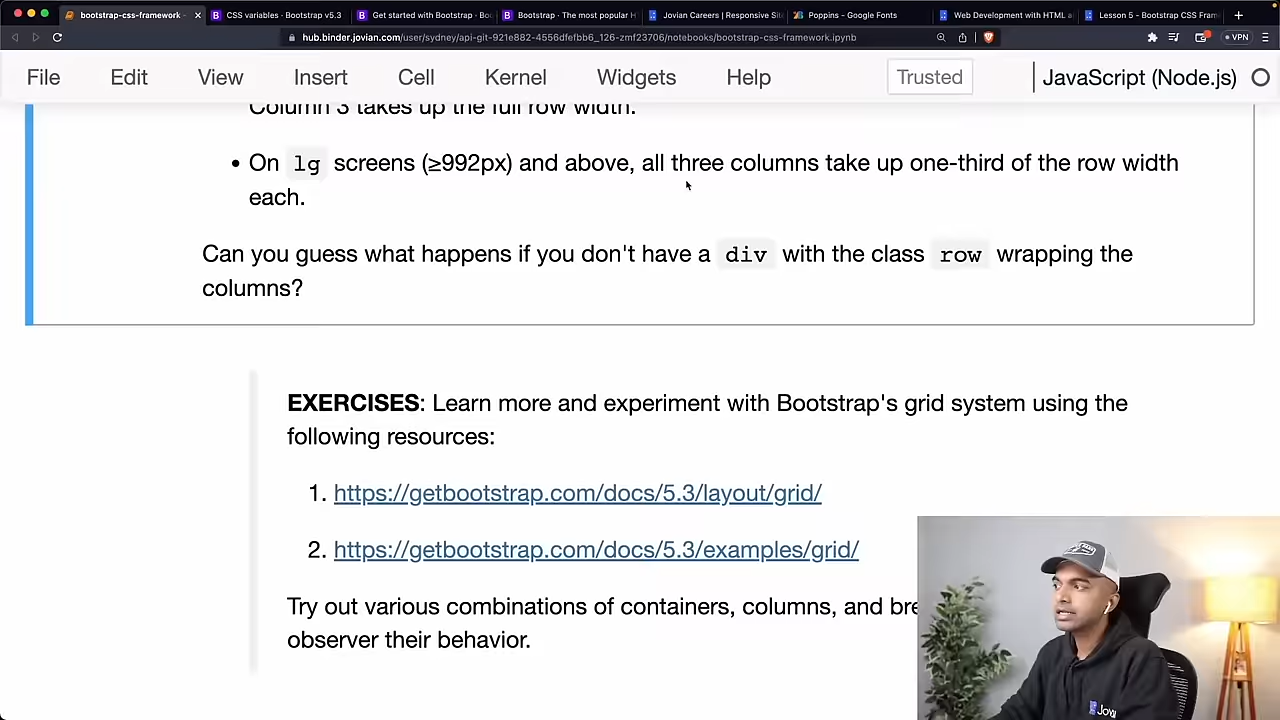 bootstrap-css-framework -
CSS variables · Bootstrap v5.3
Get started with Bootstrap · Boo
Bootstrap · The most popular H
Jovian Careers | Responsive Sit
Poppins - Google Fonts
Web Development with HTML a
Lesson 5 - Bootstrap CSS Fram
hub.binder.jovian.com/user/sydney/api-git-921e882-4556dfefbb6_126-zmf23706/notebooks/bootstrap-css-framework.ipynb
VPN
File Edit View Insert Cell Kernel Widgets Help Trusted JavaScript (Node.js)
Column 3 takes up the full row width.
• On lg screens (≥992px) and above, all three columns take up one-third of the row width
each.
Can you guess what happens if you don't have a div with the class row wrapping the
columns?
EXERCISES: Learn more and experiment with Bootstrap's grid system using the
following resources:
1. https://getbootstrap.com/docs/5.3/layout/grid/
2. https://getbootstrap.com/docs/5.3/examples/grid/
Try out various combinations of containers, columns, and bre
observer their behavior.
Jov